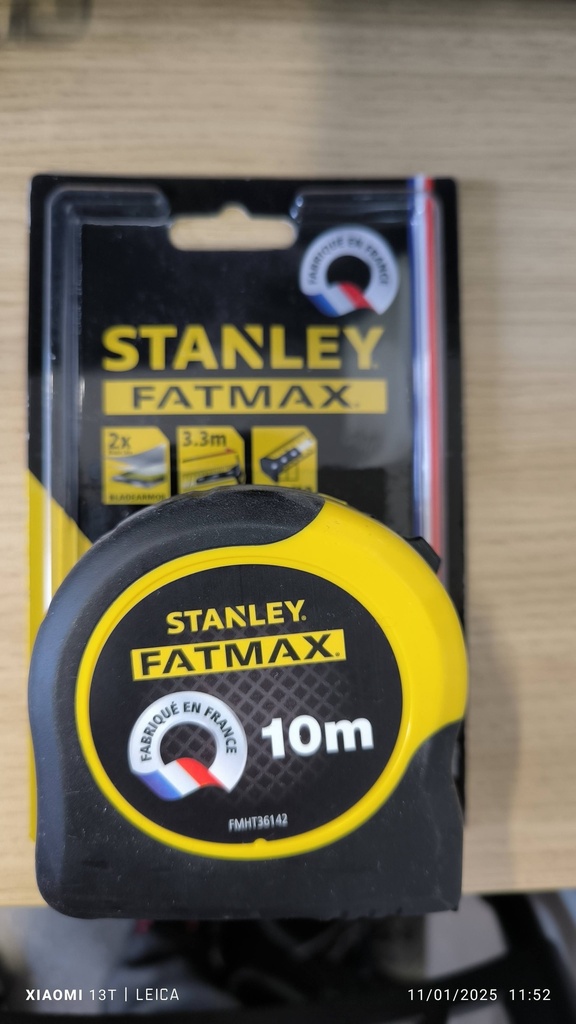 FABRIQUÉ EN FRANCE
STANLEY®
FATMAX®
2x
3.3m
BLADEARMOR
STANLEY®
FATMAX®
FABRIQUÉ EN FRANCE
10m
FMHT36142
XIAOMI 13T | LEICA
11/01/2025 11:52